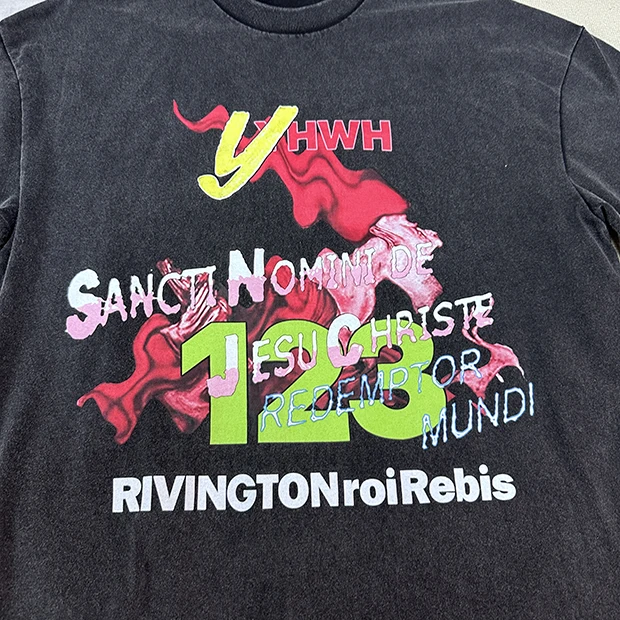 y YHWH
SANCTI NOMINI DE
JESU CHRISTE
123
REDEMPTOR
MUNDI
RIVINGTONroiRebis